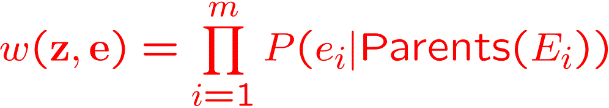 w(𝐳, 𝐞) = ∏_{i=1}^{m} P(e_i|Parents(E_i))